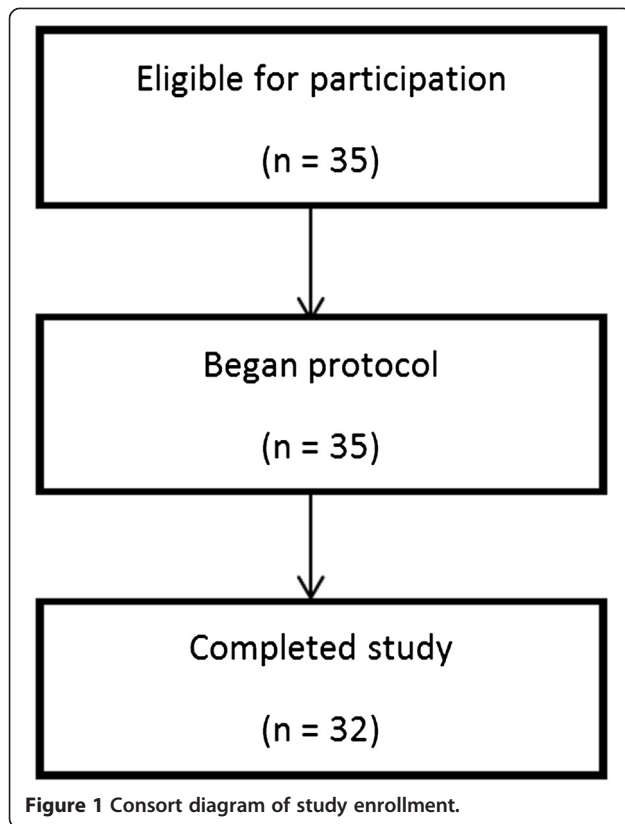 Eligible for participation
(n = 35)
Began protocol
(n = 35)
Completed study
(n = 32)
Figure 1 Consort diagram of study enrollment.